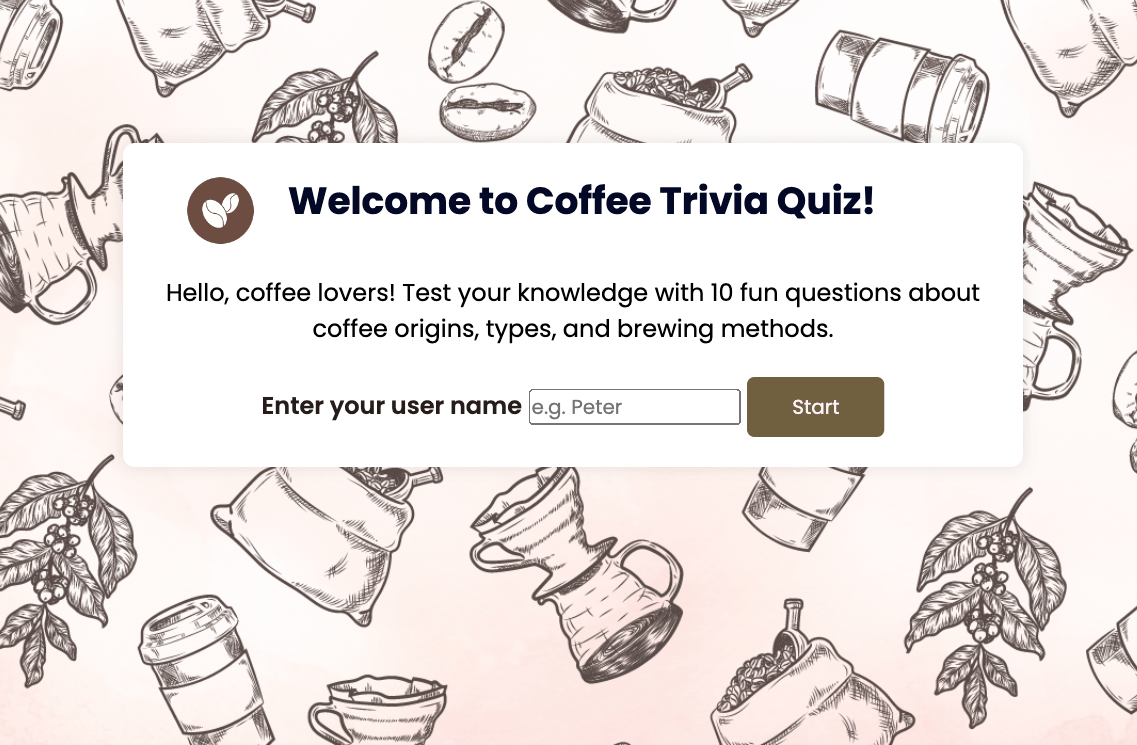 Welcome to Coffee Trivia Quiz!
Hello, coffee lovers! Test your knowledge with 10 fun questions about
coffee origins, types, and brewing methods.
Enter your user name e.g. Peter Start